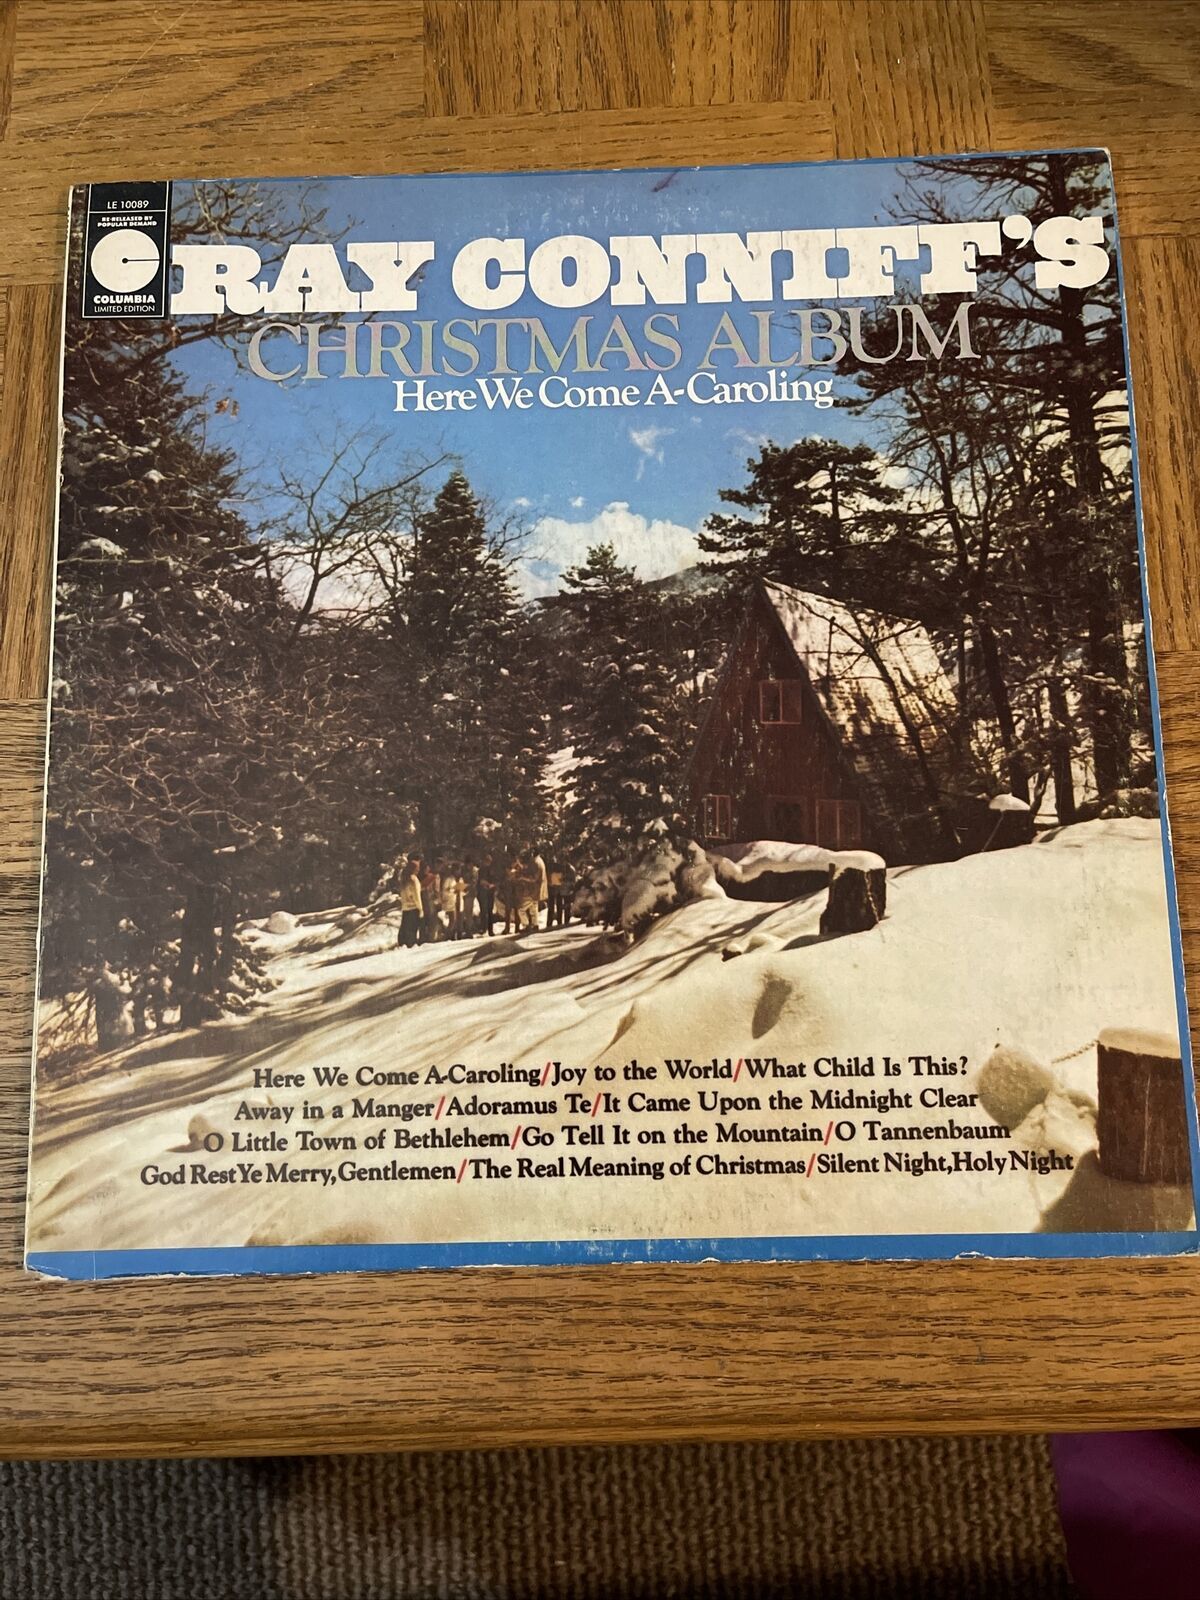 LE 10089
RE-RELEASED BY
POPULAR DEMAND
COLUMBIA
LIMITED EDITION
RAY CONNIFF'S
CHRISTMAS ALBUM
Here We Come A-Caroling
Here We Come A-Caroling/Joy to the World/What Child Is This?
Away in a Manger/Adoramus Te/It Came Upon the Midnight Clear
O Little Town of Bethlehem/Go Tell It on the Mountain/O Tannenbaum
God Rest Ye Merry, Gentlemen/The Real Meaning of Christmas/Silent Night, Holy Night